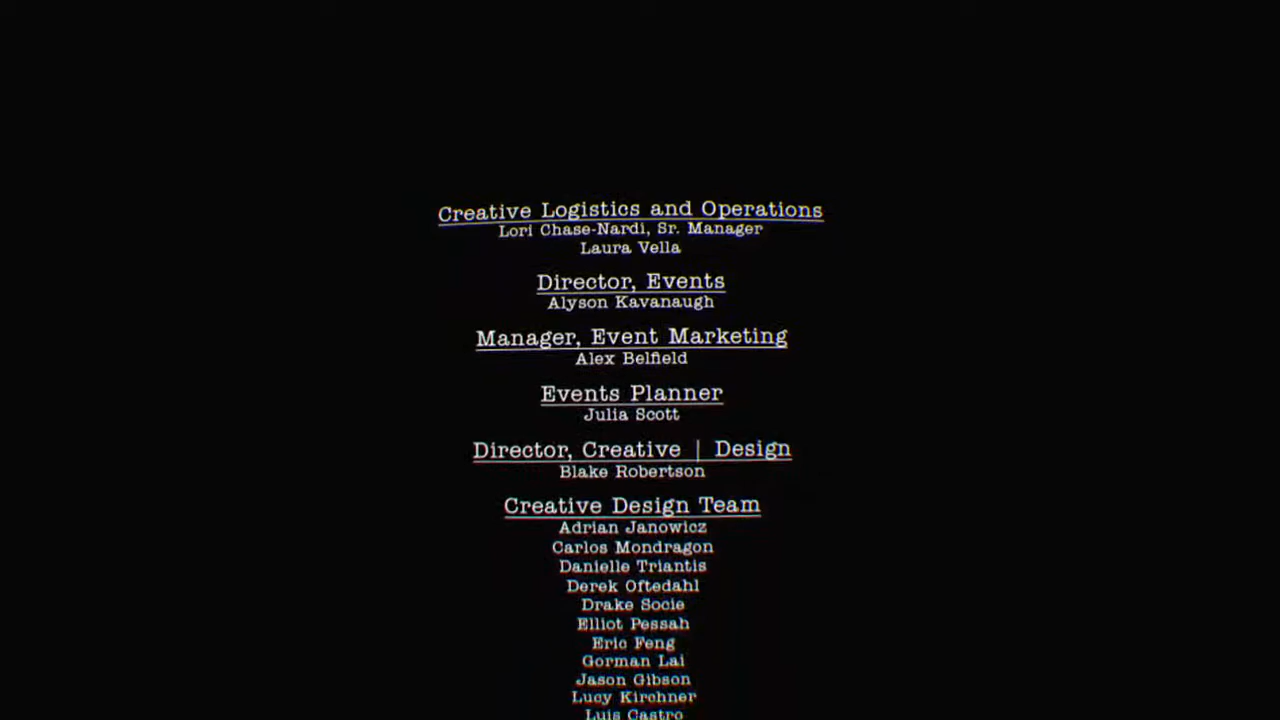 Creative Logistics and Operations
Lori Chase-Nardi, Sr. Manager
Laura Vella
Director, Events
Alyson Kavanaugh
Manager, Event Marketing
Alex Belfield
Events Planner
Julia Scott
Director, Creative | Design
Blake Robertson
Creative Design Team
Adrian Janowicz
Carlos Mondragon
Danielle Triantis
Derek Oftedahl
Drake Socie
Elliot Pessah
Eric Feng
Gorman Lai
Jason Gibson
Lucy Kirchner
Luis Castro